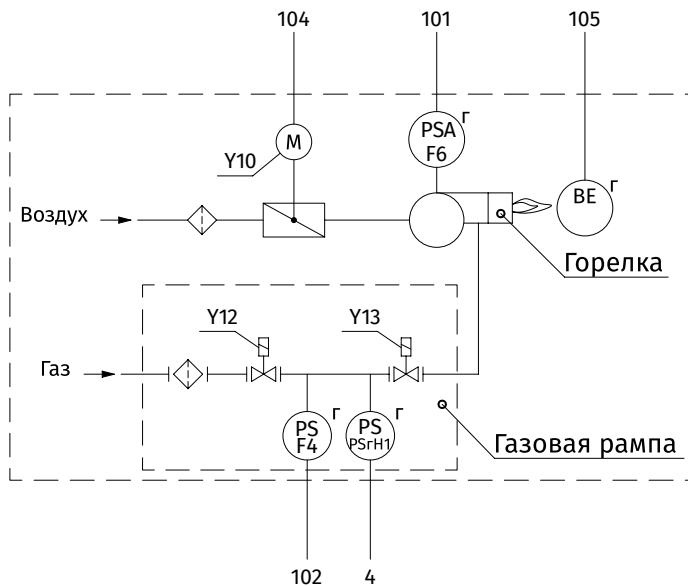 104
101
105
PSA
F6
г
M
Y10
BE
г
Воздух
Горелка
Y12
Y13
Газ
PS
F4
г
PS
PSгН1
г
Газовая рампа
102
4